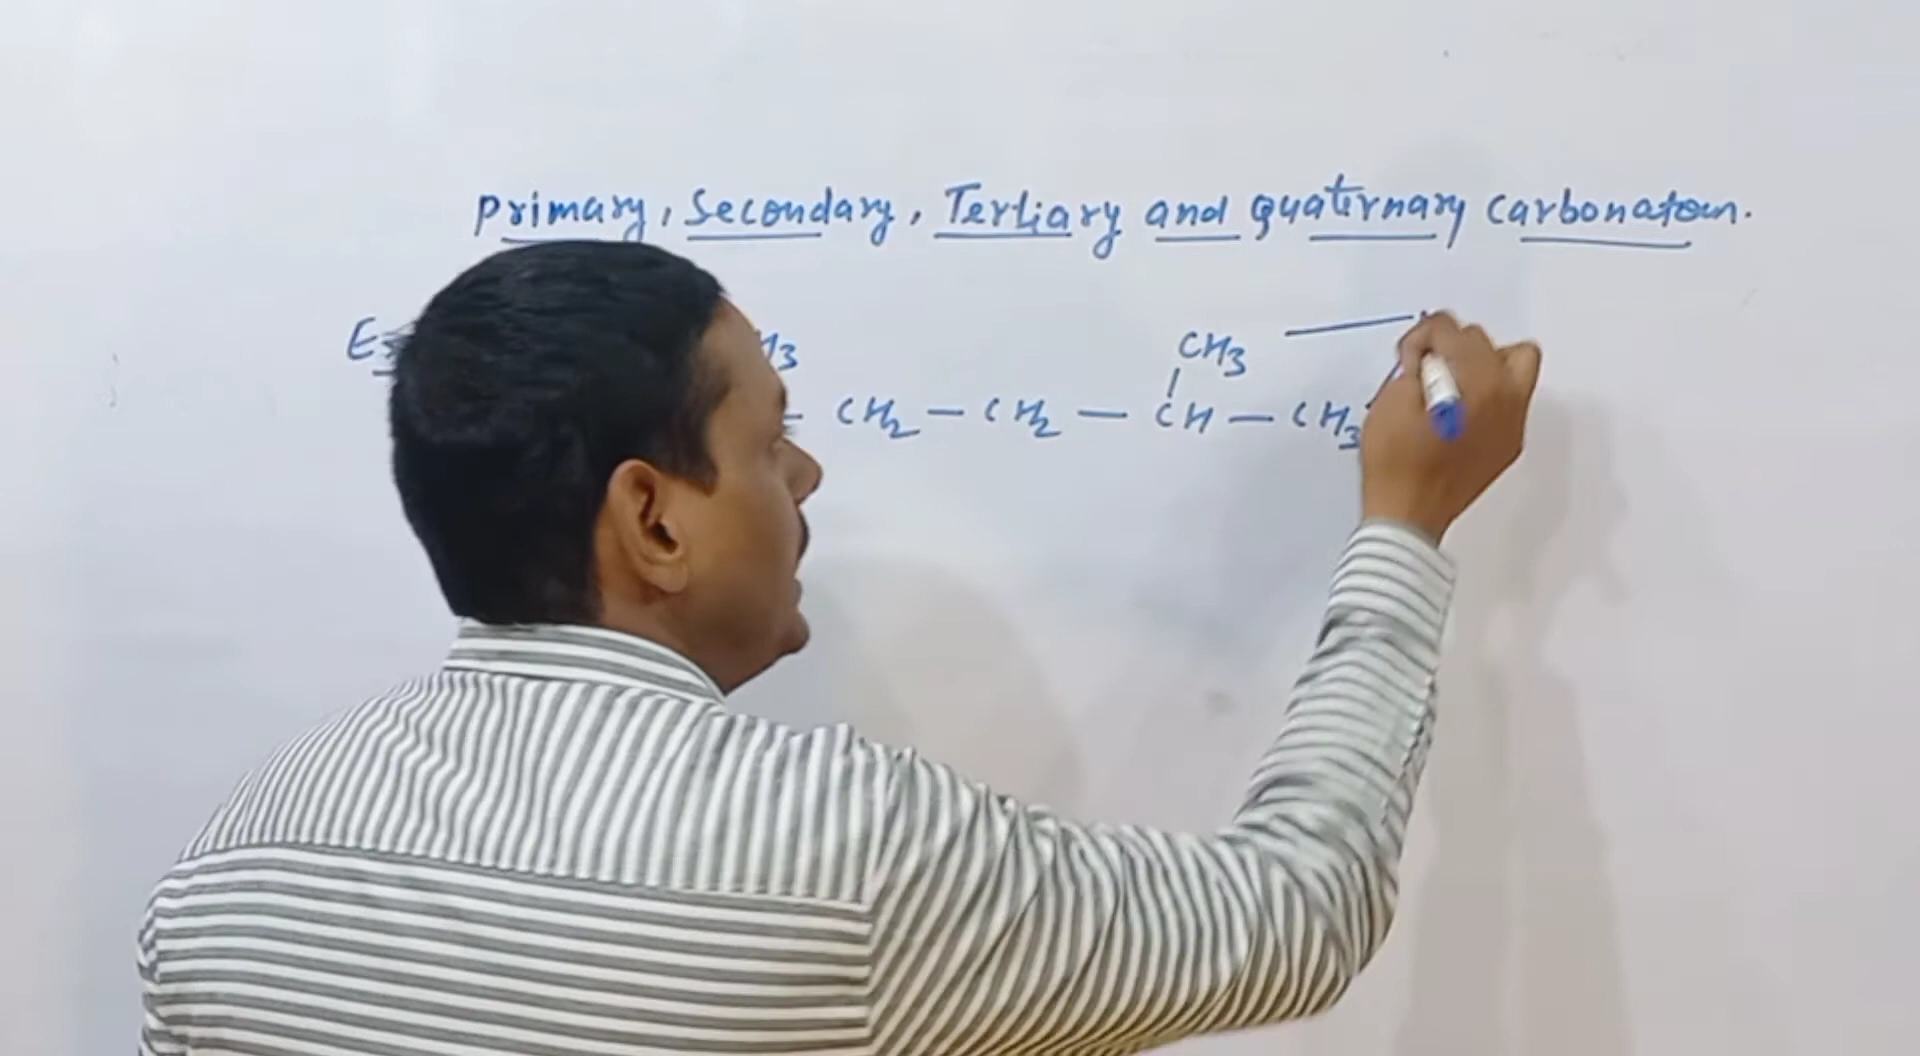 Primary, Secondary, Tertiary and quaternary carbonatom.
CH3
CH2 — CH2 — CH — CH3